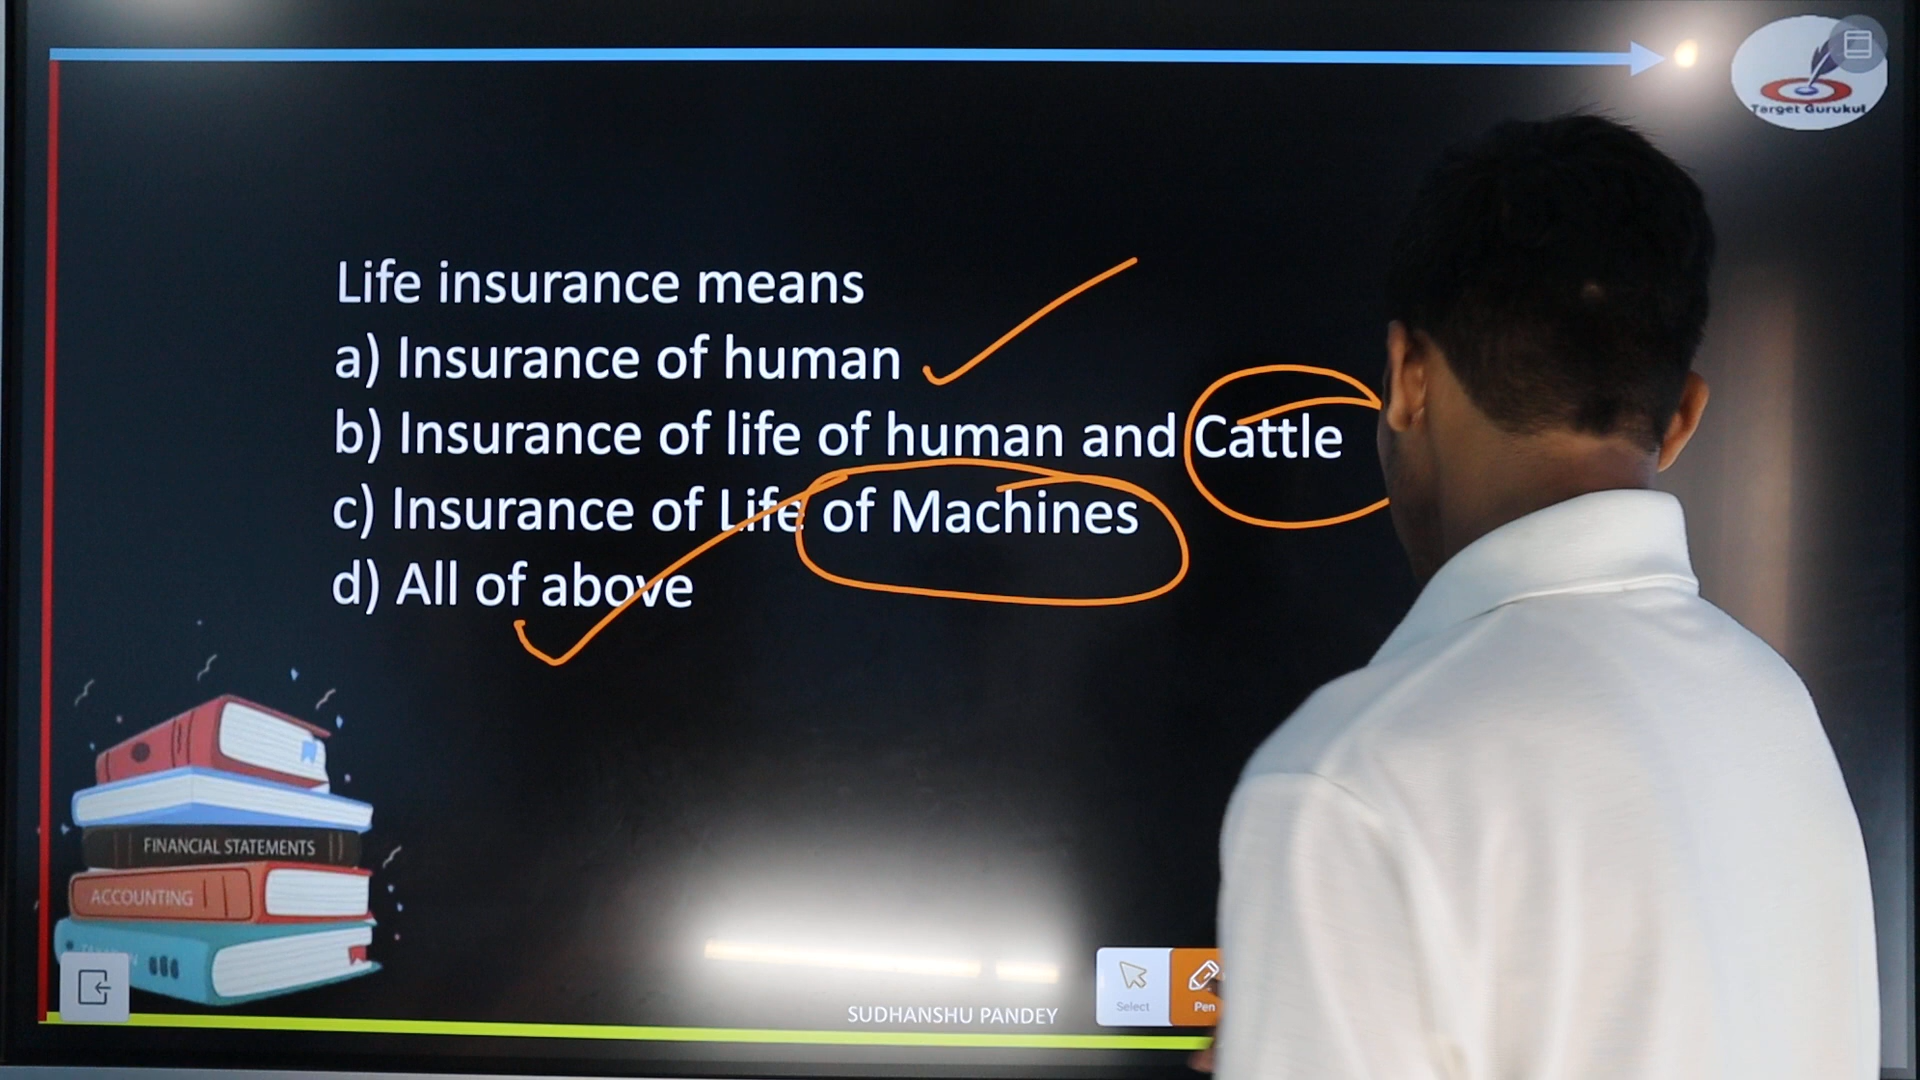 Target Gurukul
Life insurance means
a) Insurance of human
b) Insurance of life of human and Cattle
c) Insurance of Life of Machines
d) All of above
FINANCIAL STATEMENTS
ACCOUNTING
SUDHANSHU PANDEY
Select
Pen